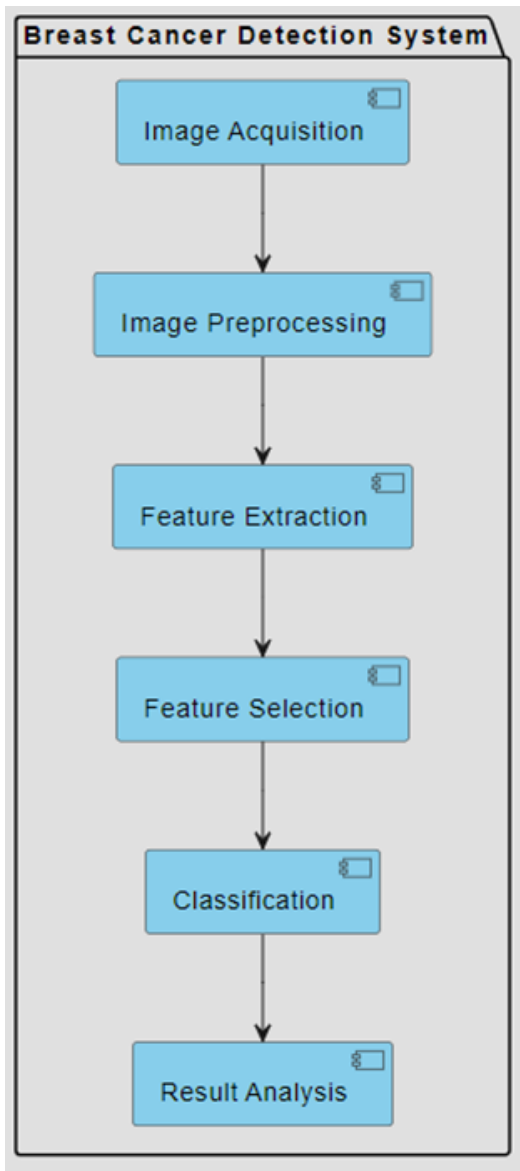 Breast Cancer Detection System
Image Acquisition
Image Preprocessing
Feature Extraction
Feature Selection
Classification
Result Analysis